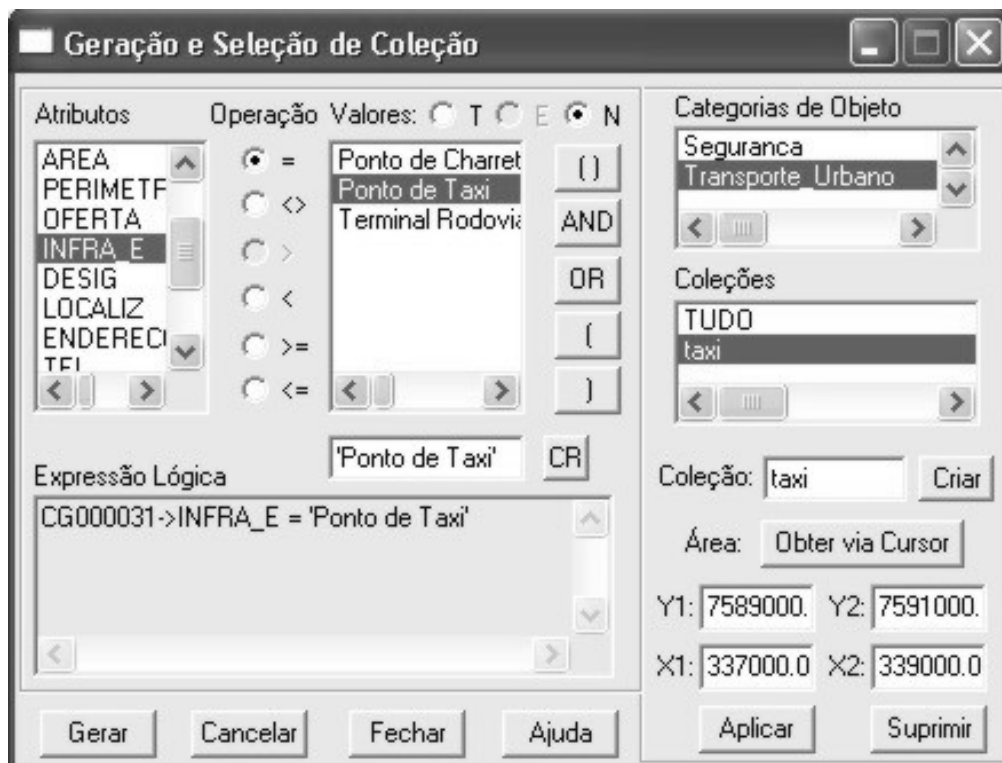 Geração e Seleção de Coleção
Atributos
AREA
PERIMETF
OFERTA
INFRA_E
DESIG
LOCALIZ
ENDEREC
TEL
Operação
=
<>
>
<
>=
<=
Valores: T E N
Ponto de Charret
Ponto de Taxi
Terminal Rodovia
'Ponto de Taxi'
CR
( )
AND
OR
(
)
Expressão Lógica
CG000031->INFRA_E = 'Ponto de Taxi'
Gerar
Cancelar
Fechar
Ajuda
Categorias de Objeto
Seguranca
Transporte_Urbano
Coleções
TUDO
taxi
Coleção: taxi Criar
Área: Obter via Cursor
Y1: 7589000. Y2: 7591000.
X1: 337000.0 X2: 339000.0
Aplicar
Suprimir